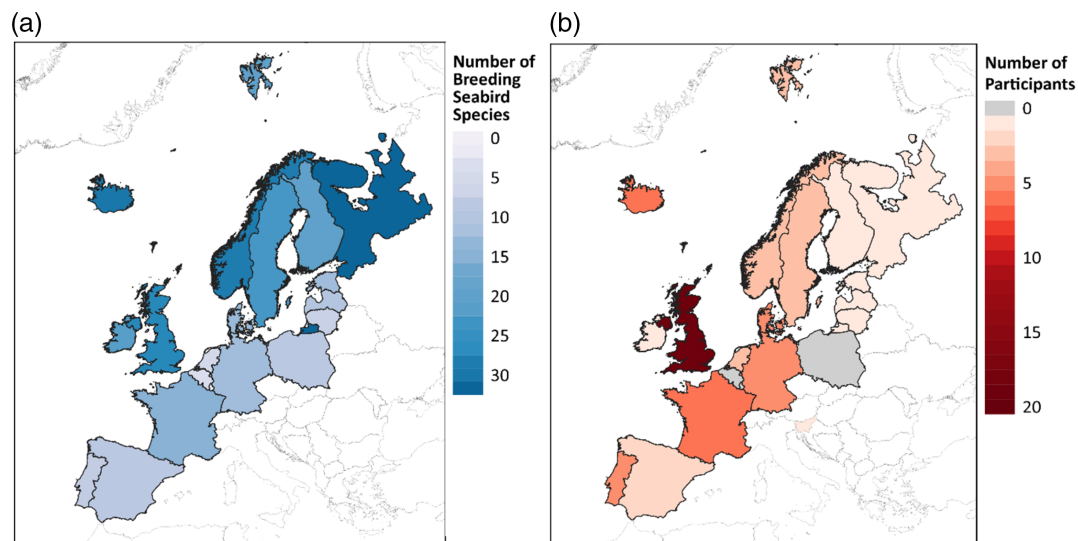 (a)
Number of
Breeding
Seabird
Species
0
5
10
15
20
25
30
(b)
Number of
Participants
0
5
10
15
20